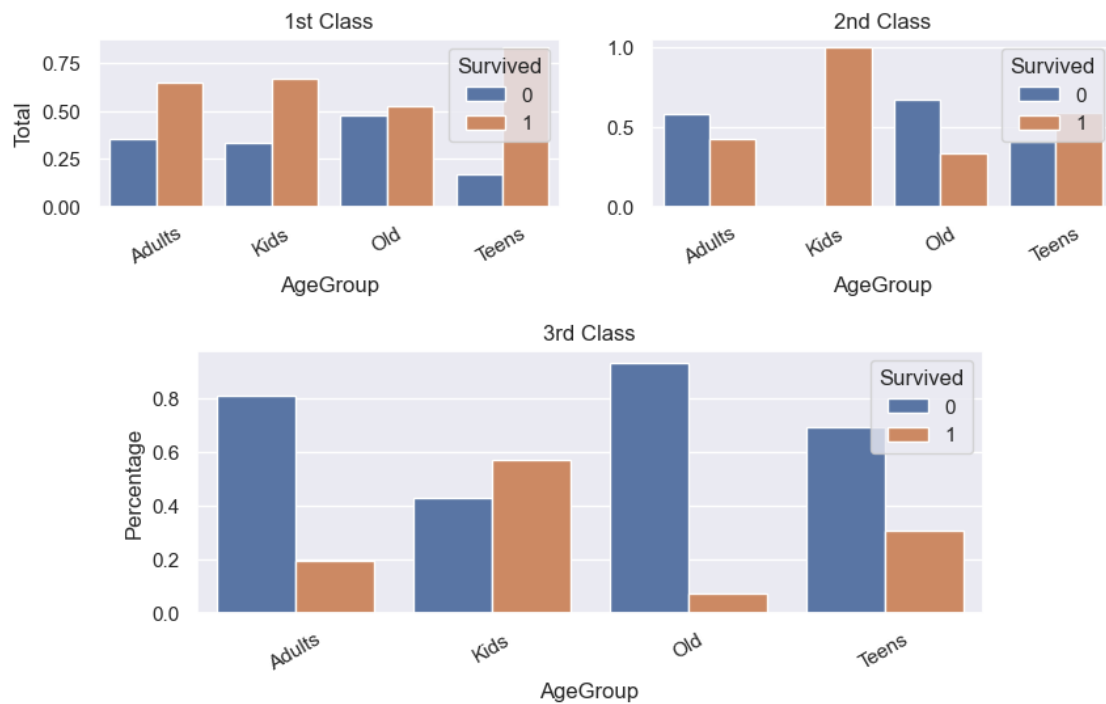 1st Class
Total
0.75
0.50
0.25
0.00
Survived
0
1
Adults
Kids
Old
Teens
AgeGroup
2nd Class
1.0
0.5
0.0
Survived
0
1
Adults
Kids
Old
Teens
AgeGroup
3rd Class
Percentage
0.8
0.6
0.4
0.2
0.0
Survived
0
1
Adults
Kids
Old
Teens
AgeGroup